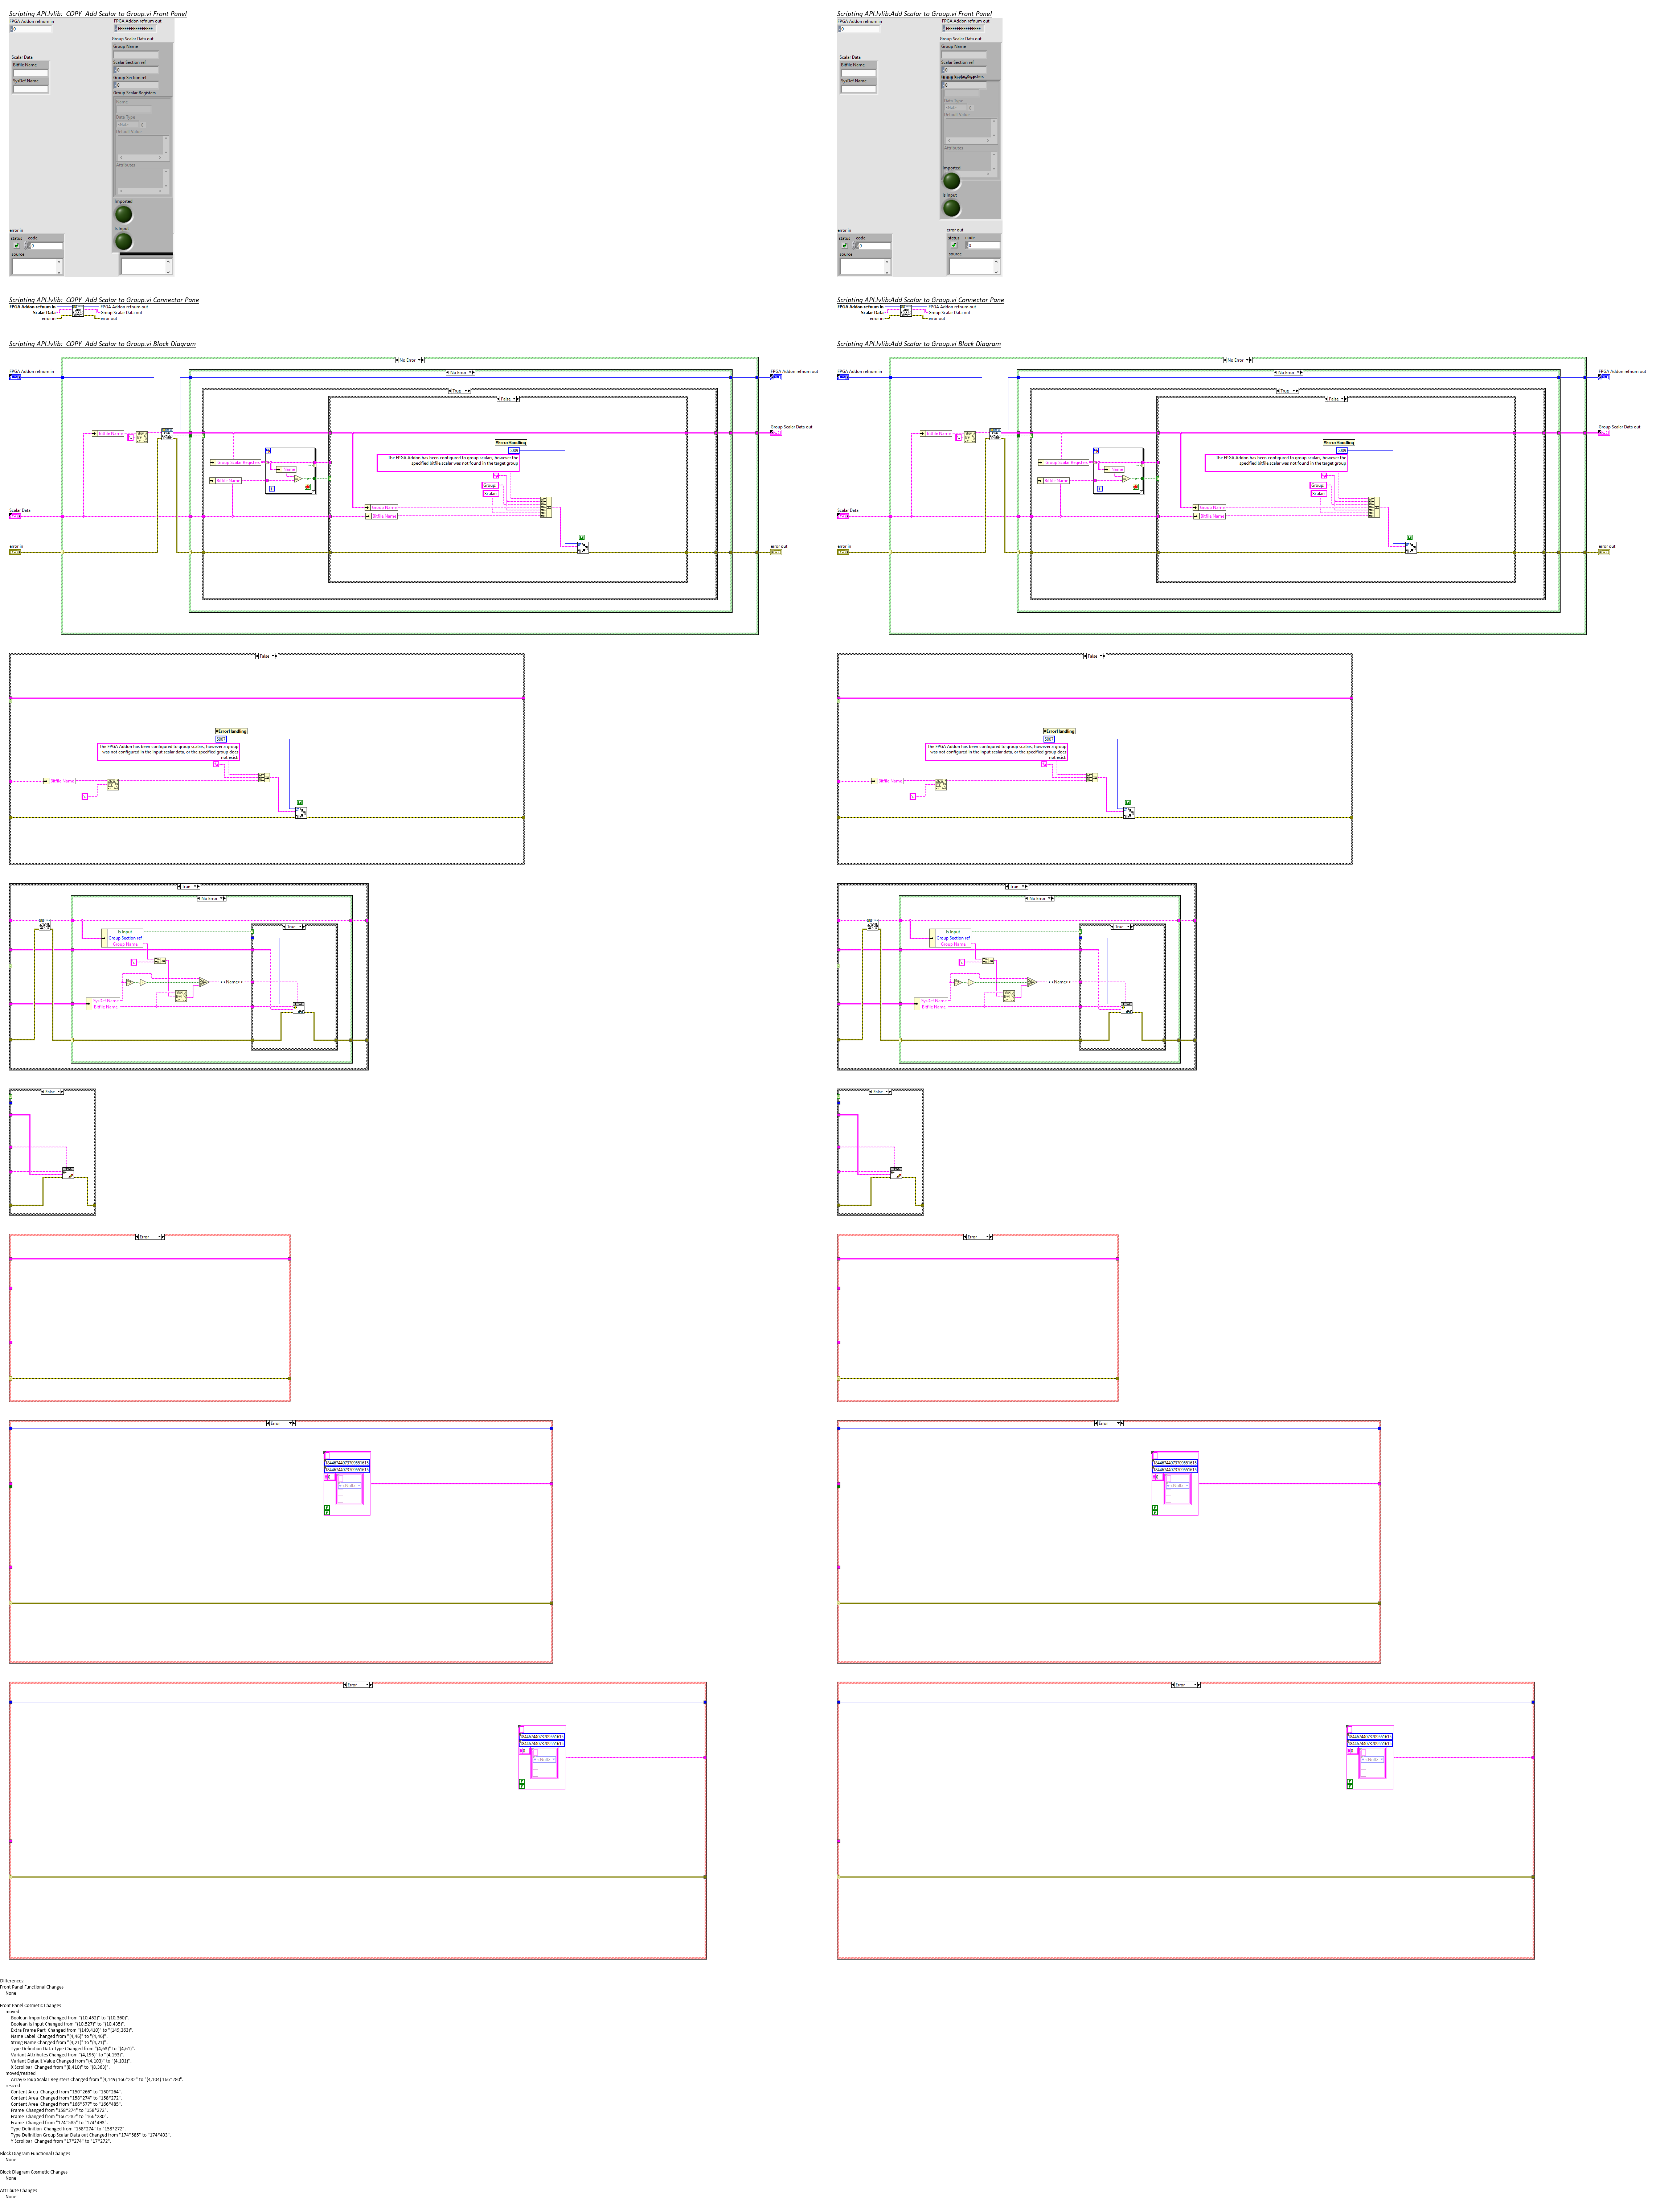 Scripting API.lvlib:_COPY_Add Scalar to Group.vi Front Panel
FPGA Addon refnum in
FPGA Addon refnum out
0
FFFFFFFFFFFFFFFF
Group Scalar Data out
Group Name
Scalar Data
Bitfile Name
Scalar Section ref
0
SysDef Name
Group Section ref
0
Group Scalar Registers
Name
Data Type
<Null>
Default Value
Attributes
Imported
Is Input
error in
status code
0
source
Scripting API.lvlib:Add Scalar to Group.vi Front Panel
FPGA Addon refnum in
FPGA Addon refnum out
0
FFFFFFFFFFFFFFFF
Group Scalar Data out
Group Name
Scalar Data
Bitfile Name
Scalar Section ref
0
SysDef Name
0
Data Type
<Null>
Default Value
Attributes
Imported
Is Input
error in
error out
status code
0
source
status code
0
source
Scripting API.lvlib:_COPY_Add Scalar to Group.vi Connector Pane
FPGA Addon refnum in
FPGA Addon refnum out
Scalar Data
Group Scalar Data out
error in
error out
Scripting API.lvlib:Add Scalar to Group.vi Connector Pane
FPGA Addon refnum in
FPGA Addon refnum out
Scalar Data
Group Scalar Data out
error in
error out
Scripting API.lvlib:_COPY_Add Scalar to Group.vi Block Diagram
No Error
FPGA Addon refnum in
FPGA Addon refnum out
No Error
True
False
Group Scalar Data out
Bitfile Name
#ErrorHandling
The FPGA Addon has been configured to group scalars, however the
specified bitfile scalar was not found in the target group
Group Scalar Registers
Name
Bitfile Name
Group:
Scalar:
Group Name
Bitfile Name
Scalar Data
error in
error out
Scripting API.lvlib:Add Scalar to Group.vi Block Diagram
No Error
FPGA Addon refnum in
FPGA Addon refnum out
No Error
True
False
Group Scalar Data out
Bitfile Name
#ErrorHandling
The FPGA Addon has been configured to group scalars, however the
specified bitfile scalar was not found in the target group
Group Scalar Registers
Name
Bitfile Name
Group:
Scalar:
Group Name
Bitfile Name
Scalar Data
error in
error out
False
#ErrorHandling
The FPGA Addon has been configured to group scalers, however a group
was not configured in the input scalar data, or the specified group does
not exist.
Bitfile Name
False
#ErrorHandling
The FPGA Addon has been configured to group scalers, however a group
was not configured in the input scalar data, or the specified group does
not exist.
Bitfile Name
True
No Error
True
Is Input
Group Section ref
Group Name
>>Name>>
SysDef Name
Bitfile Name
True
No Error
True
Is Input
Group Section ref
Group Name
>>Name>>
SysDef Name
Bitfile Name
False
False
Error
Error
Error
18446744073709551615
18446744073709551615
<Null>
Error
18446744073709551615
18446744073709551615
<Null>
Error
18446744073709551615
18446744073709551615
<Null>
Error
18446744073709551615
18446744073709551615
<Null>
Differences:
Front Panel Functional Changes
None
Front Panel Cosmetic Changes
moved
Boolean Imported Changed from "(10,452)" to "(10,360)".
Boolean Is Input Changed from "(10,527)" to "(10,435)".
Extra Frame Part  Changed from "(149,410)" to "(149,363)".
Name Label  Changed from "(4,46)" to "(4,46)".
String Name Changed from "(4,21)" to "(4,21)".
Type Definition Data Type Changed from "(4,63)" to "(4,61)".
Variant Attributes Changed from "(4,195)" to "(4,193)".
Variant Default Value Changed from "(4,103)" to "(4,101)".
X Scrollbar  Changed from "(8,410)" to "(8,363)".
moved/resized
Array Group Scalar Registers Changed from "(4,149) 166*282" to "(4,104) 166*280".
resized
Content Area  Changed from "150*266" to "150*264".
Content Area  Changed from "158*274" to "158*272".
Content Area  Changed from "166*577" to "166*485".
Frame  Changed from "158*274" to "158*272".
Frame  Changed from "166*282" to "166*280".
Frame  Changed from "174*585" to "174*493".
Type Definition  Changed from "158*274" to "158*272".
Type Definition Group Scalar Data out Changed from "174*585" to "174*493".
Y Scrollbar  Changed from "17*274" to "17*272".
Block Diagram Functional Changes
None
Block Diagram Cosmetic Changes
None
Attribute Changes
None